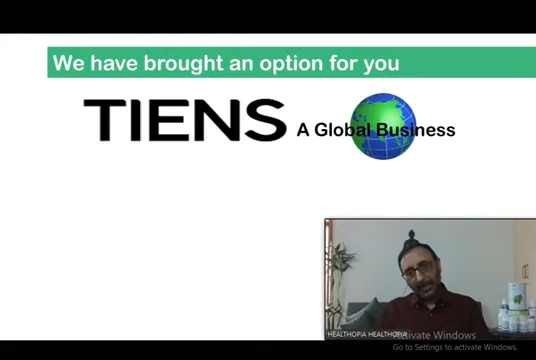 We have brought an option for you
TIENS
A Global Business
HEALTHOPIA HEALTHOPIA
Activate Windows
Go to Settings to activate Windows.